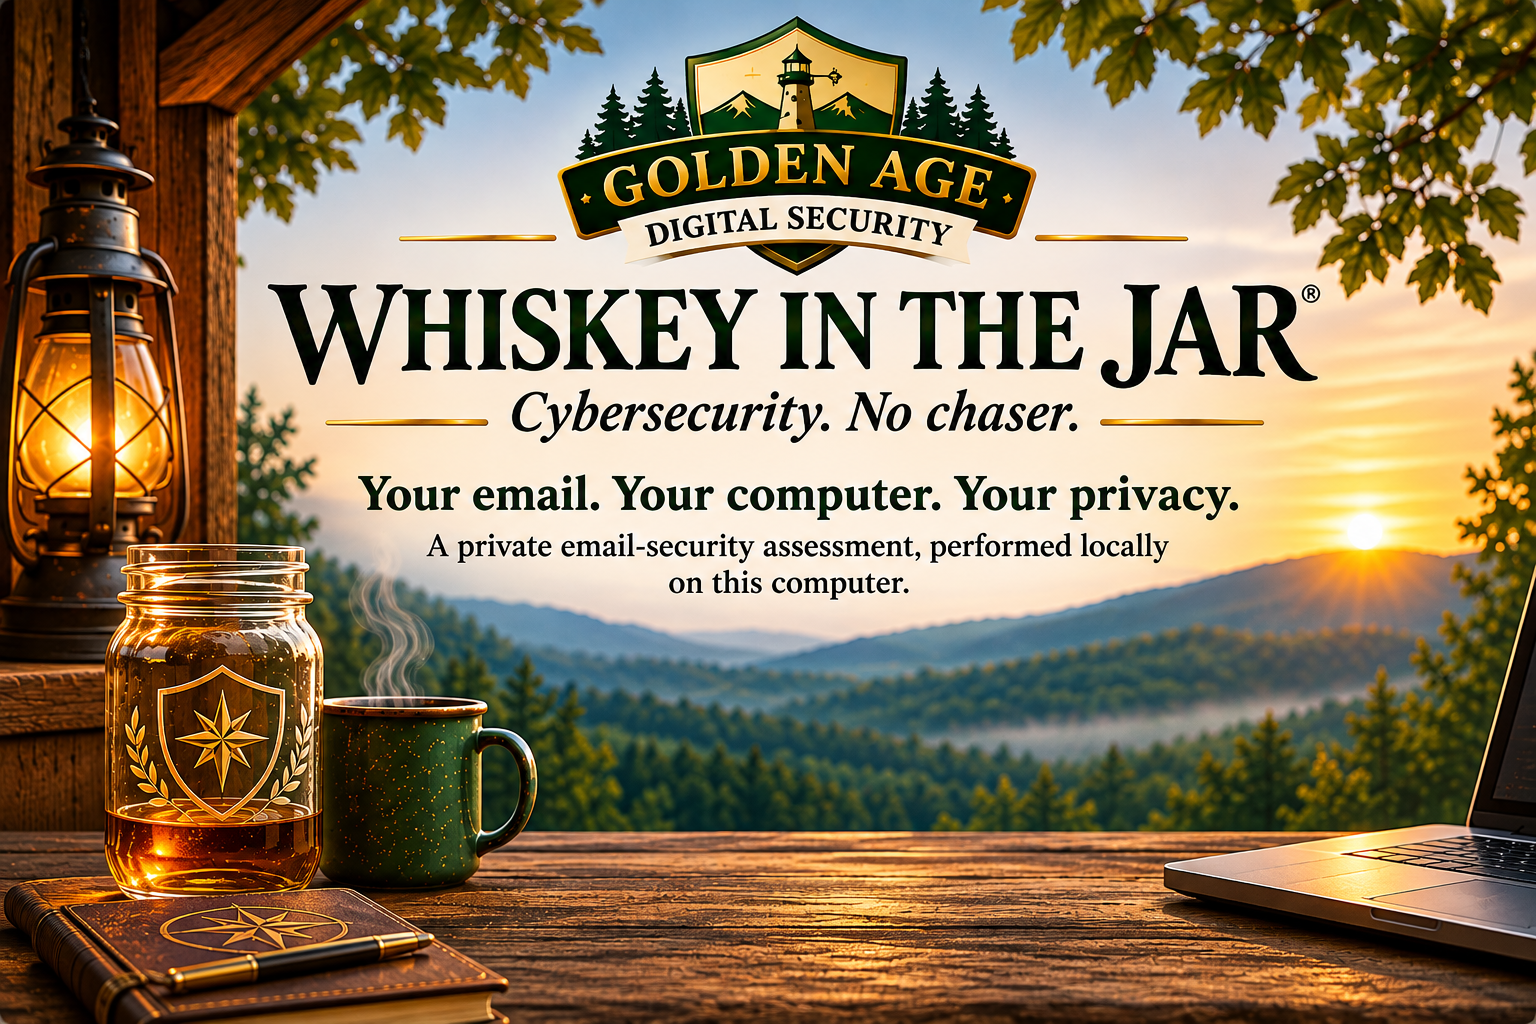 GOLDEN AGE
DIGITAL SECURITY
WHISKEY IN THE JAR®
Cybersecurity. No chaser.
Your email. Your computer. Your privacy.
A private email-security assessment, performed locally
on this computer.